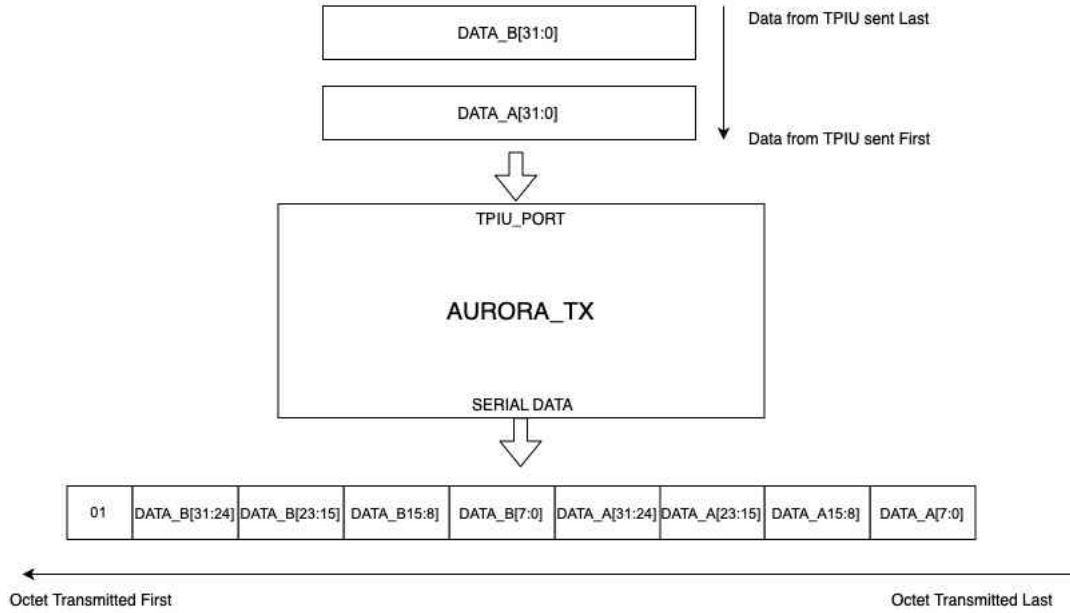 DATA_B[31:0]
Data from TPIU sent Last
DATA_A[31:0]
Data from TPIU sent First
TPIU_PORT
AURORA_TX
SERIAL DATA
01 DATA_B[31:24] DATA_B[23:15] DATA_B15:8] DATA_B[7:0] DATA_A[31:24] DATA_A[23:15] DATA_A15:8] DATA_A[7:0]
Octet Transmitted First Octet Transmitted Last